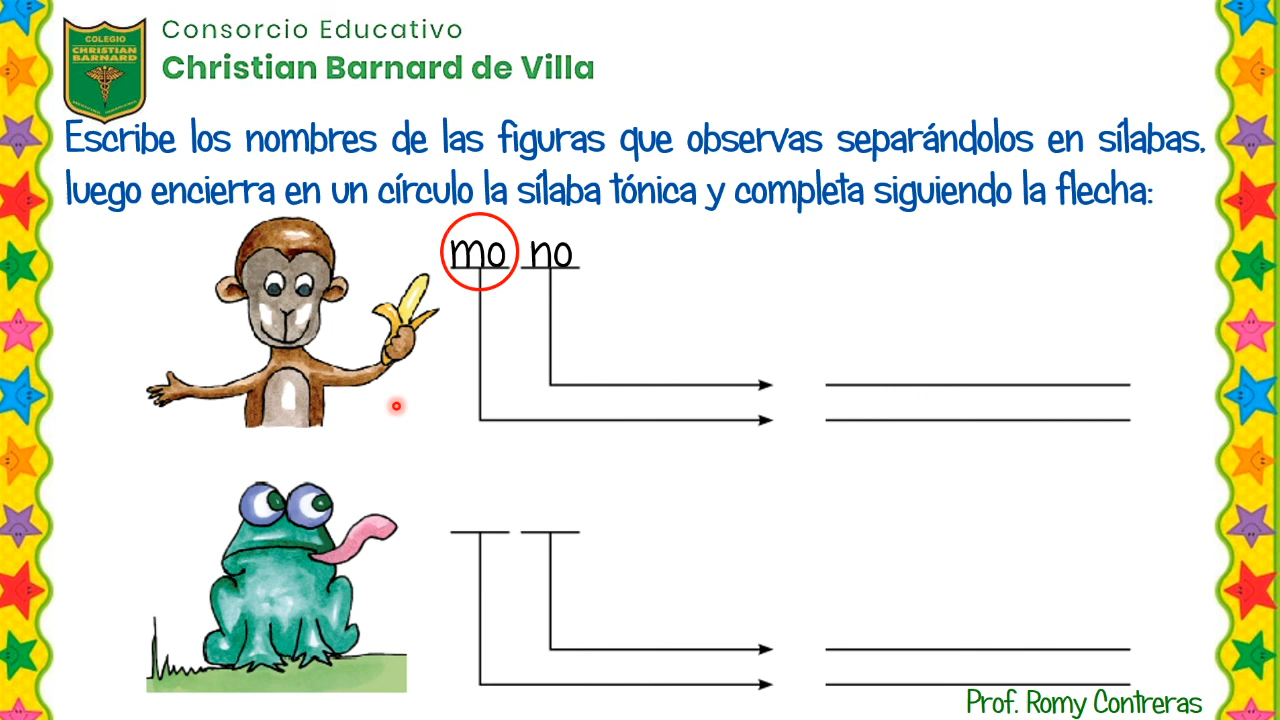 COLEGIO
CHRISTIAN
BARNARD
Consorcio Educativo
Christian Barnard de Villa
Escribe los nombres de las figuras que observas separándolos en sílabas,
luego encierra en un círculo la sílaba tónica y completa siguiendo la flecha:
mo no
Prof. Romy Contreras